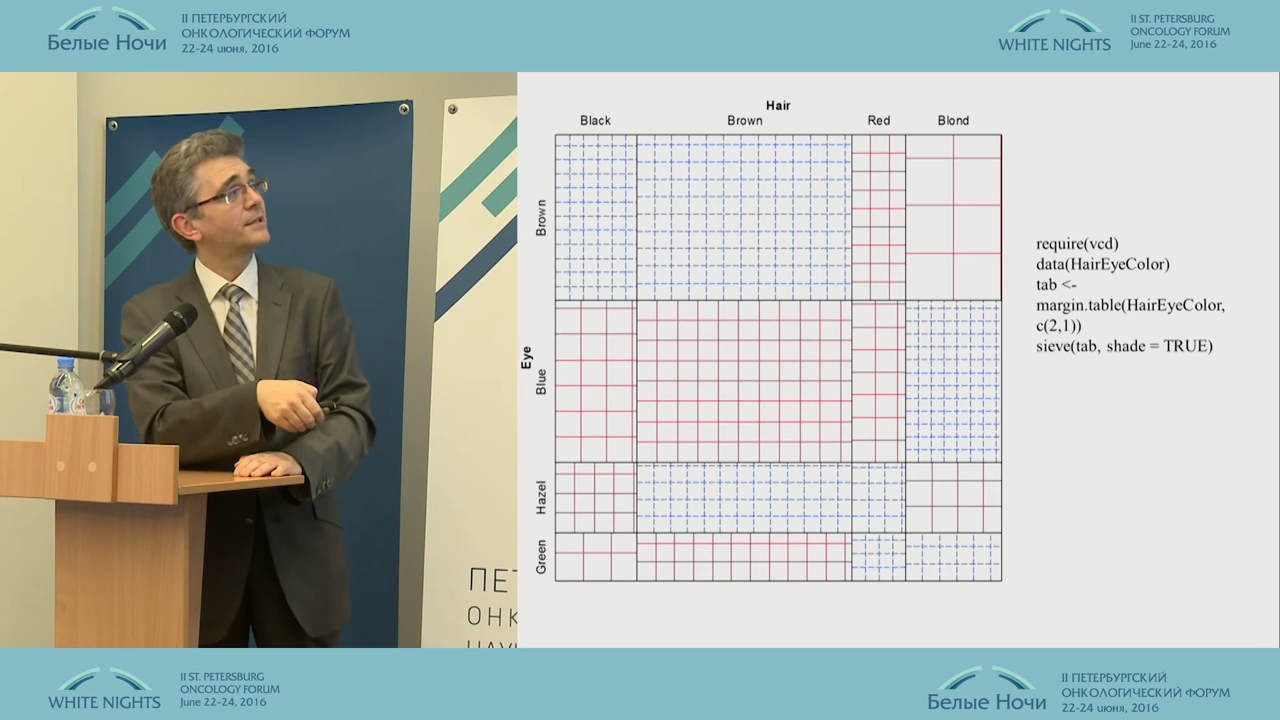 Белые Ночи
II ПЕТЕРБУРГСКИЙ
ОНКОЛОГИЧЕСКИЙ ФОРУМ
22-24 июня, 2016
WHITE NIGHTS
II ST. PETERSBURG
ONCOLOGY FORUM
June 22-24, 2016
Hair
Black Brown Red Blond
Eye
Brown
Blue
Hazel
Green
require(vcd)
data(HairEyeColor)
tab <-
margin.table(HairEyeColor,
c(2,1))
sieve(tab, shade = TRUE)
ПЕТ
ОНК
НАУЧ
WHITE NIGHTS
II ST. PETERSBURG
ONCOLOGY FORUM
June 22-24, 2016
Белые Ночи
II ПЕТЕРБУРГСКИЙ
ОНКОЛОГИЧЕСКИЙ ФОРУМ
22-24 июня, 2016